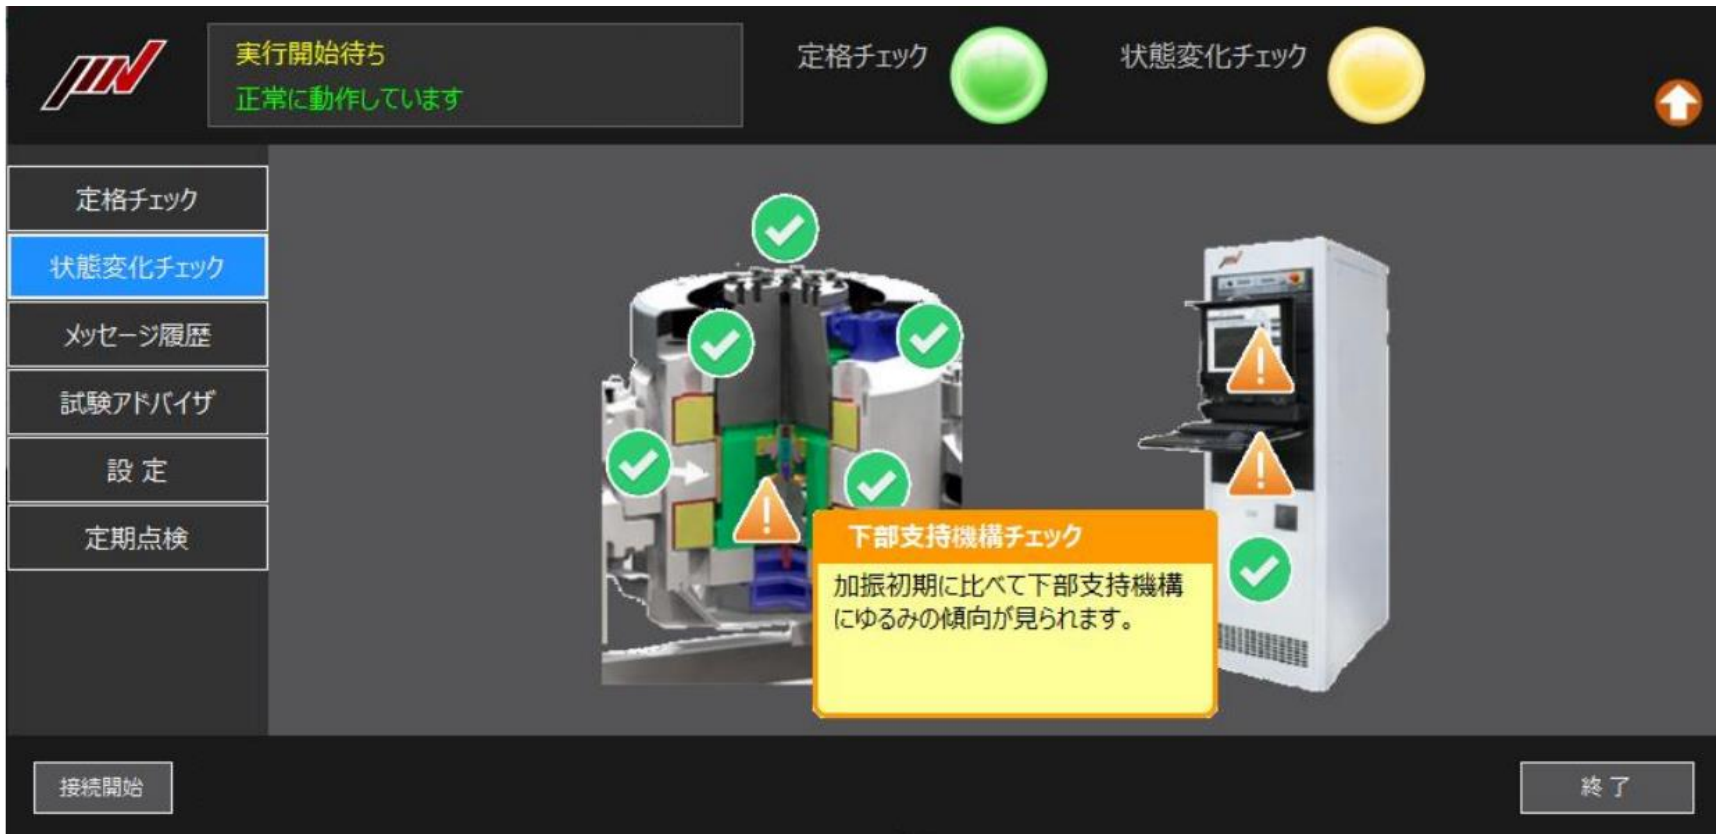 実行開始待ち
正常に動作しています
定格チェック
状態変化チェック
定格チェック
状態変化チェック
メッセージ履歴
試験アドバイザ
設 定
定期点検
下部支持機構チェック
加振初期に比べて下部支持機構
にゆるみの傾向が見られます。
接続開始
終 了